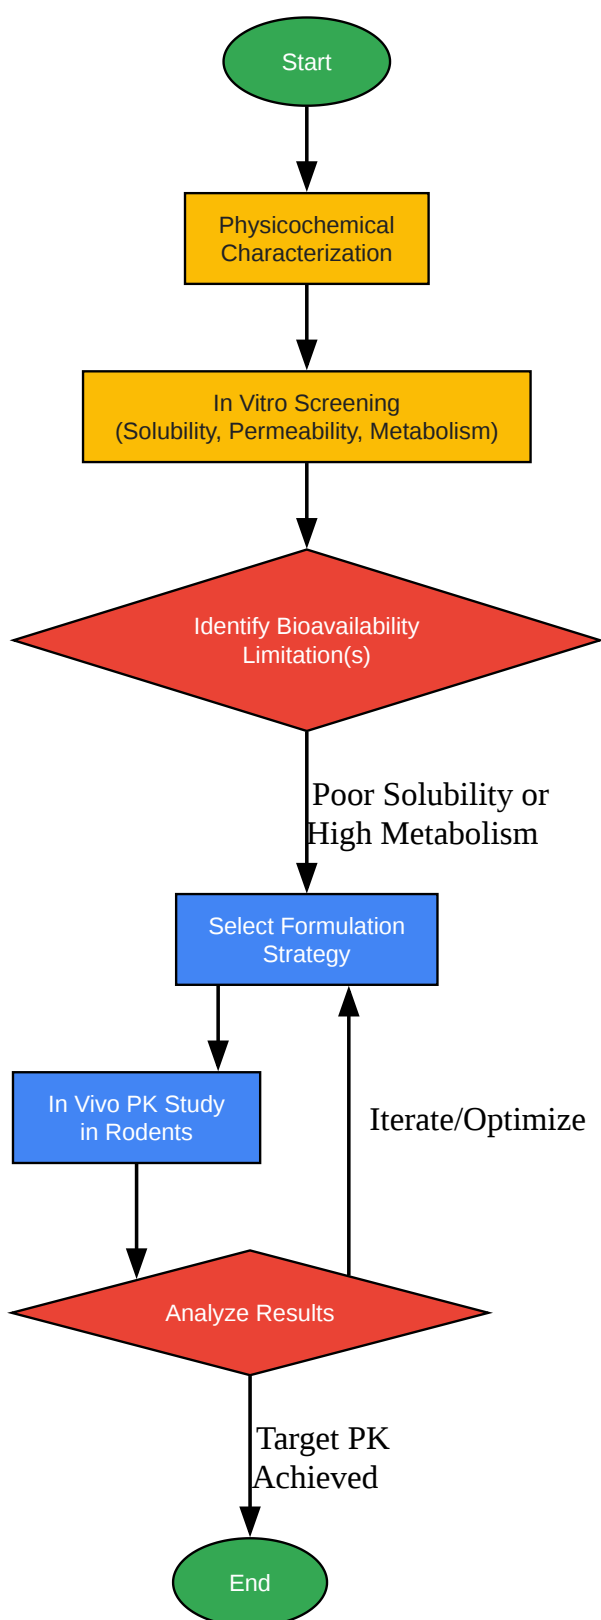 Start
Physicochemical
Characterization
In Vitro Screening
(Solubility, Permeability, Metabolism)
Identify Bioavailability
Limitation(s)
Poor Solubility or
High Metabolism
Select Formulation
Strategy
In Vivo PK Study
in Rodents
Iterate/Optimize
Analyze Results
Target PK
Achieved
End